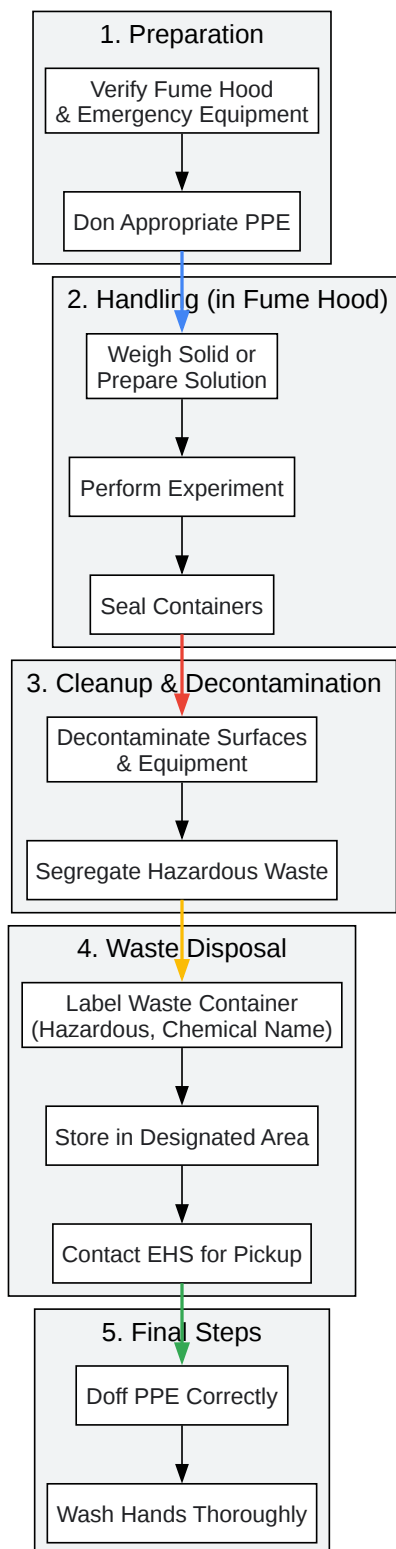 1. Preparation
Verify Fume Hood
& Emergency Equipment
Don Appropriate PPE
2. Handling (in Fume Hood)
Weigh Solid or
Prepare Solution
Perform Experiment
Seal Containers
3. Cleanup & Decontamination
Decontaminate Surfaces
& Equipment
Segregate Hazardous Waste
4. Waste Disposal
Label Waste Container
(Hazardous, Chemical Name)
Store in Designated Area
Contact EHS for Pickup
5. Final Steps
Doff PPE Correctly
Wash Hands Thoroughly